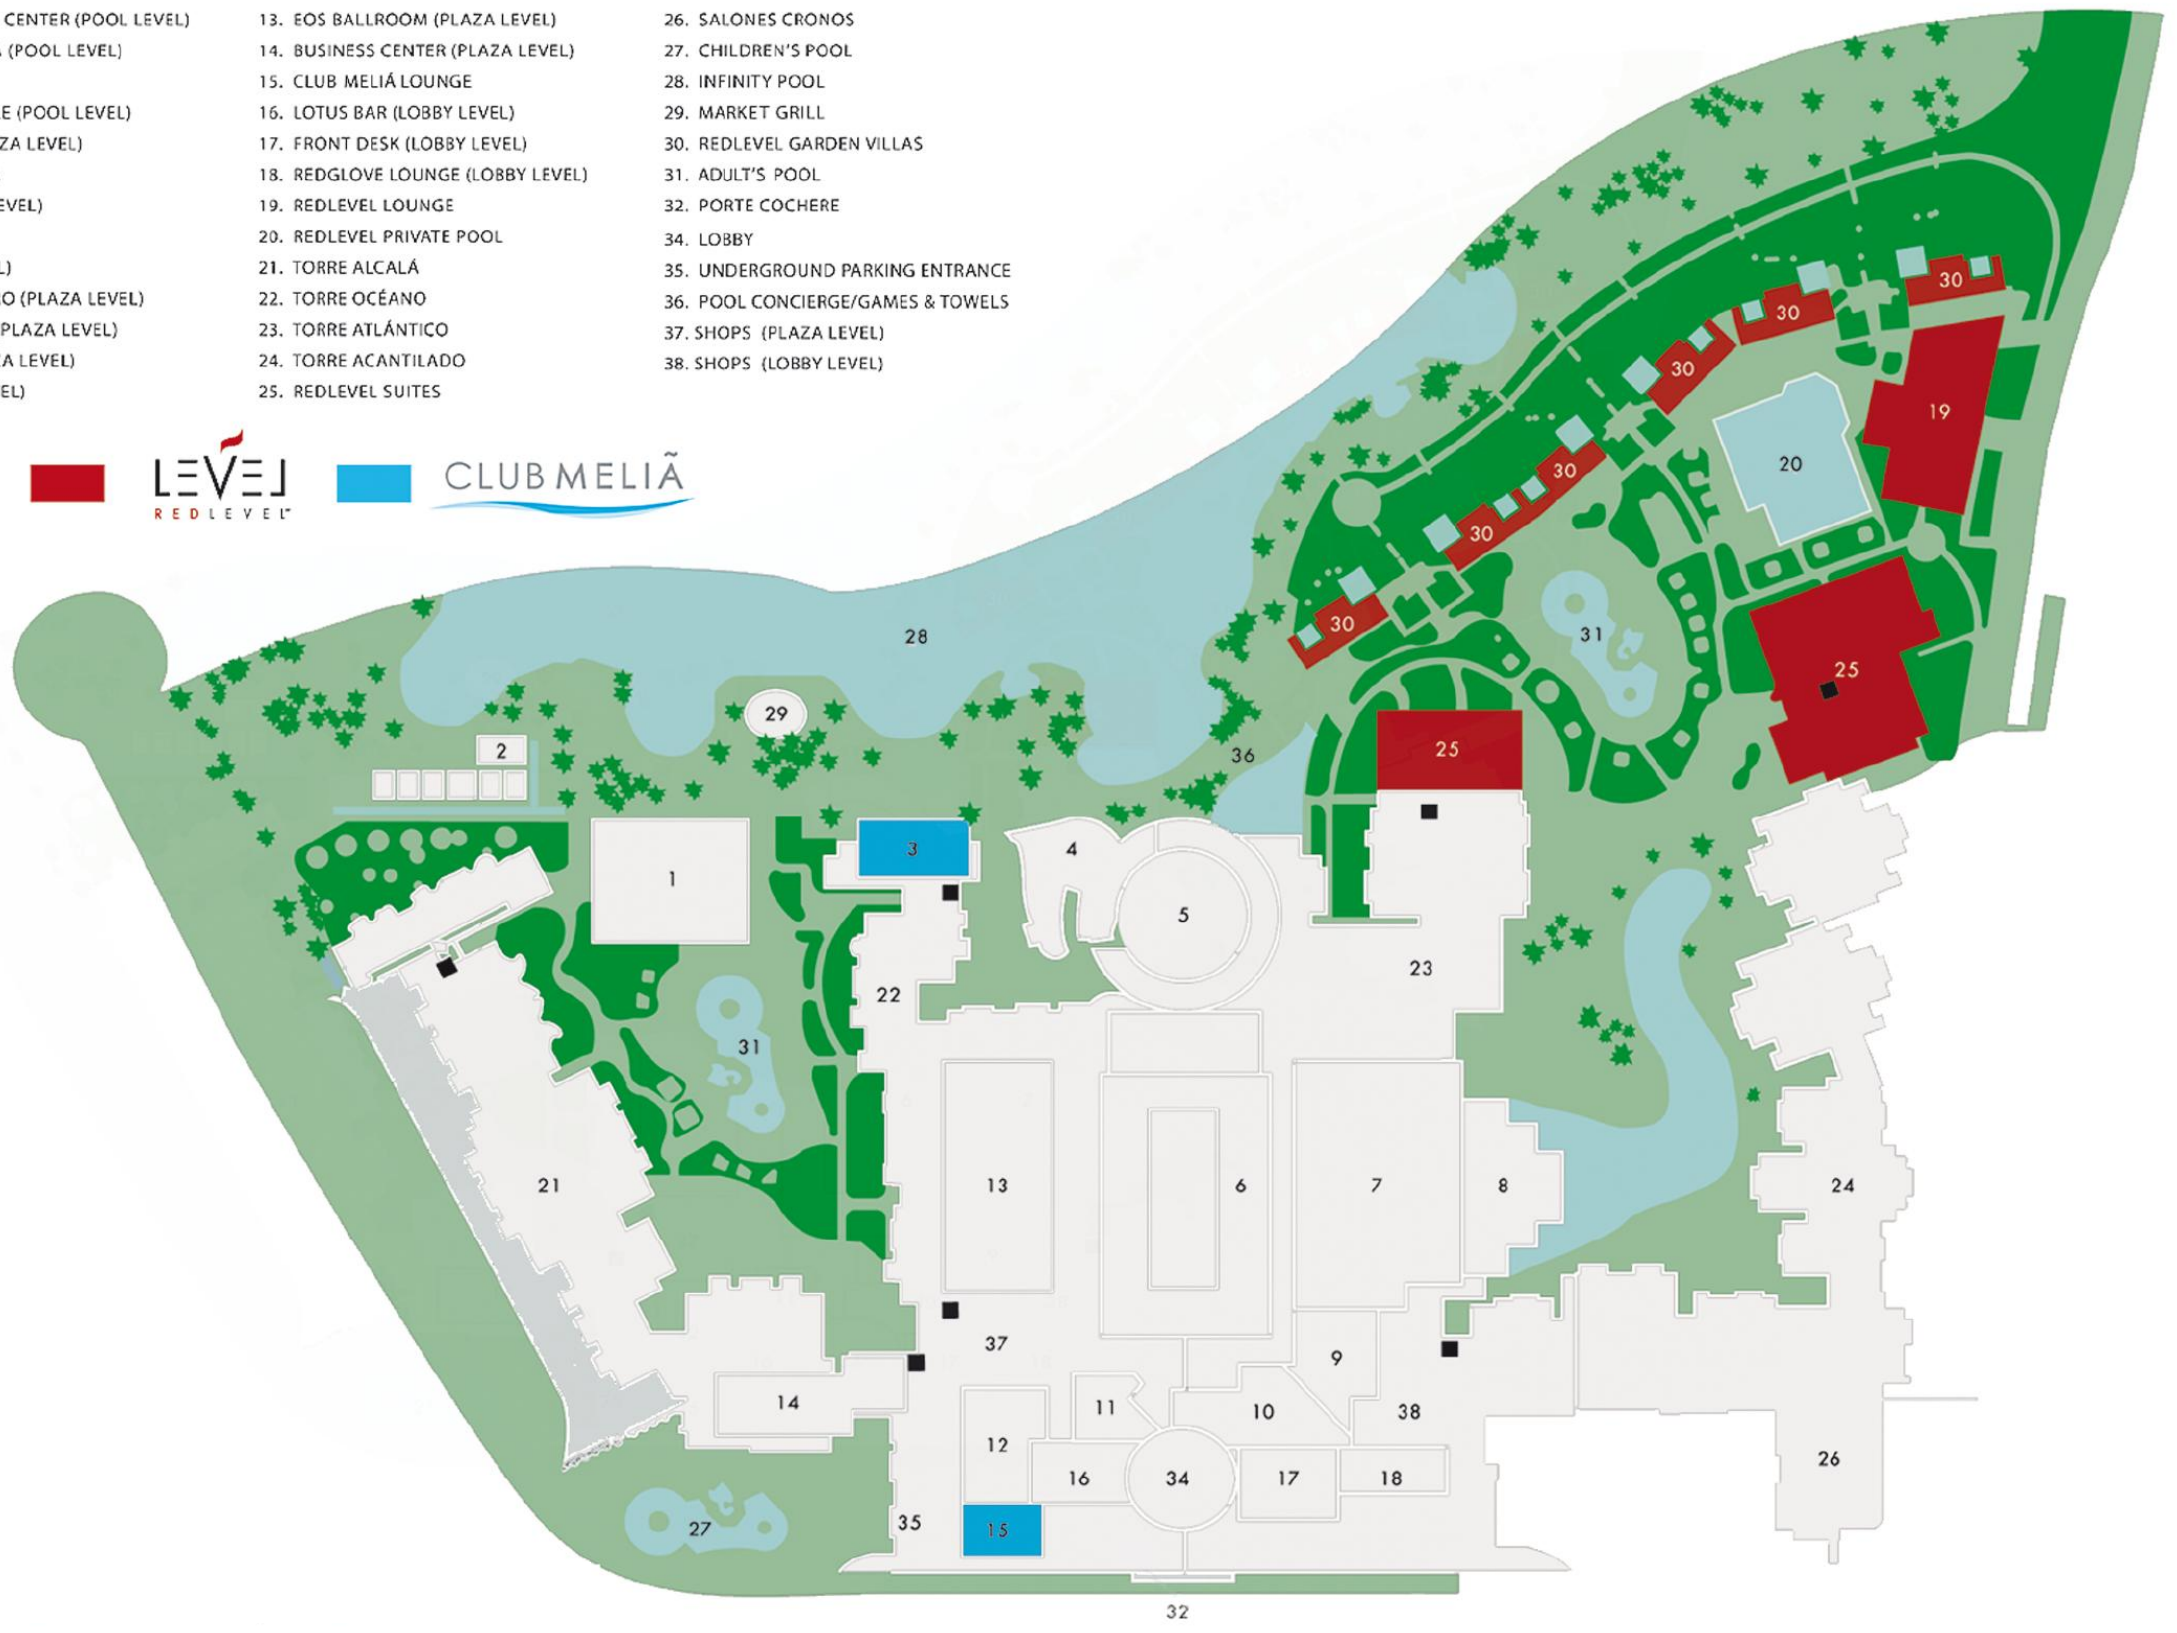 CENTER (POOL LEVEL)
(POOL LEVEL)
E (POOL LEVEL)
ZA LEVEL)
EVEL)
L)
O (PLAZA LEVEL)
PLAZA LEVEL)
A LEVEL)
EL)
13. EOS BALLROOM (PLAZA LEVEL)
14. BUSINESS CENTER (PLAZA LEVEL)
15. CLUB MELIÁ LOUNGE
16. LOTUS BAR (LOBBY LEVEL)
17. FRONT DESK (LOBBY LEVEL)
18. REDGLOVE LOUNGE (LOBBY LEVEL)
19. REDLEVEL LOUNGE
20. REDLEVEL PRIVATE POOL
21. TORRE ALCALÁ
22. TORRE OCÉANO
23. TORRE ATLÁNTICO
24. TORRE ACANTILADO
25. REDLEVEL SUITES
26. SALONES CRONOS
27. CHILDREN'S POOL
28. INFINITY POOL
29. MARKET GRILL
30. REDLEVEL GARDEN VILLAS
31. ADULT'S POOL
32. PORTE COCHERE
34. LOBBY
35. UNDERGROUND PARKING ENTRANCE
36. POOL CONCIERGE/GAMES & TOWELS
37. SHOPS (PLAZA LEVEL)
38. SHOPS (LOBBY LEVEL)
LEVEL
REDLEVEL
CLUB MELIÃ
30
30
30
19
20
30
30
30
31
28
25
29
25
2
36
3
4
1
5
23
22
31
21
13
6
7
8
24
37
9
14
11
10
38
12
26
16
34
17
18
35
15
27
32